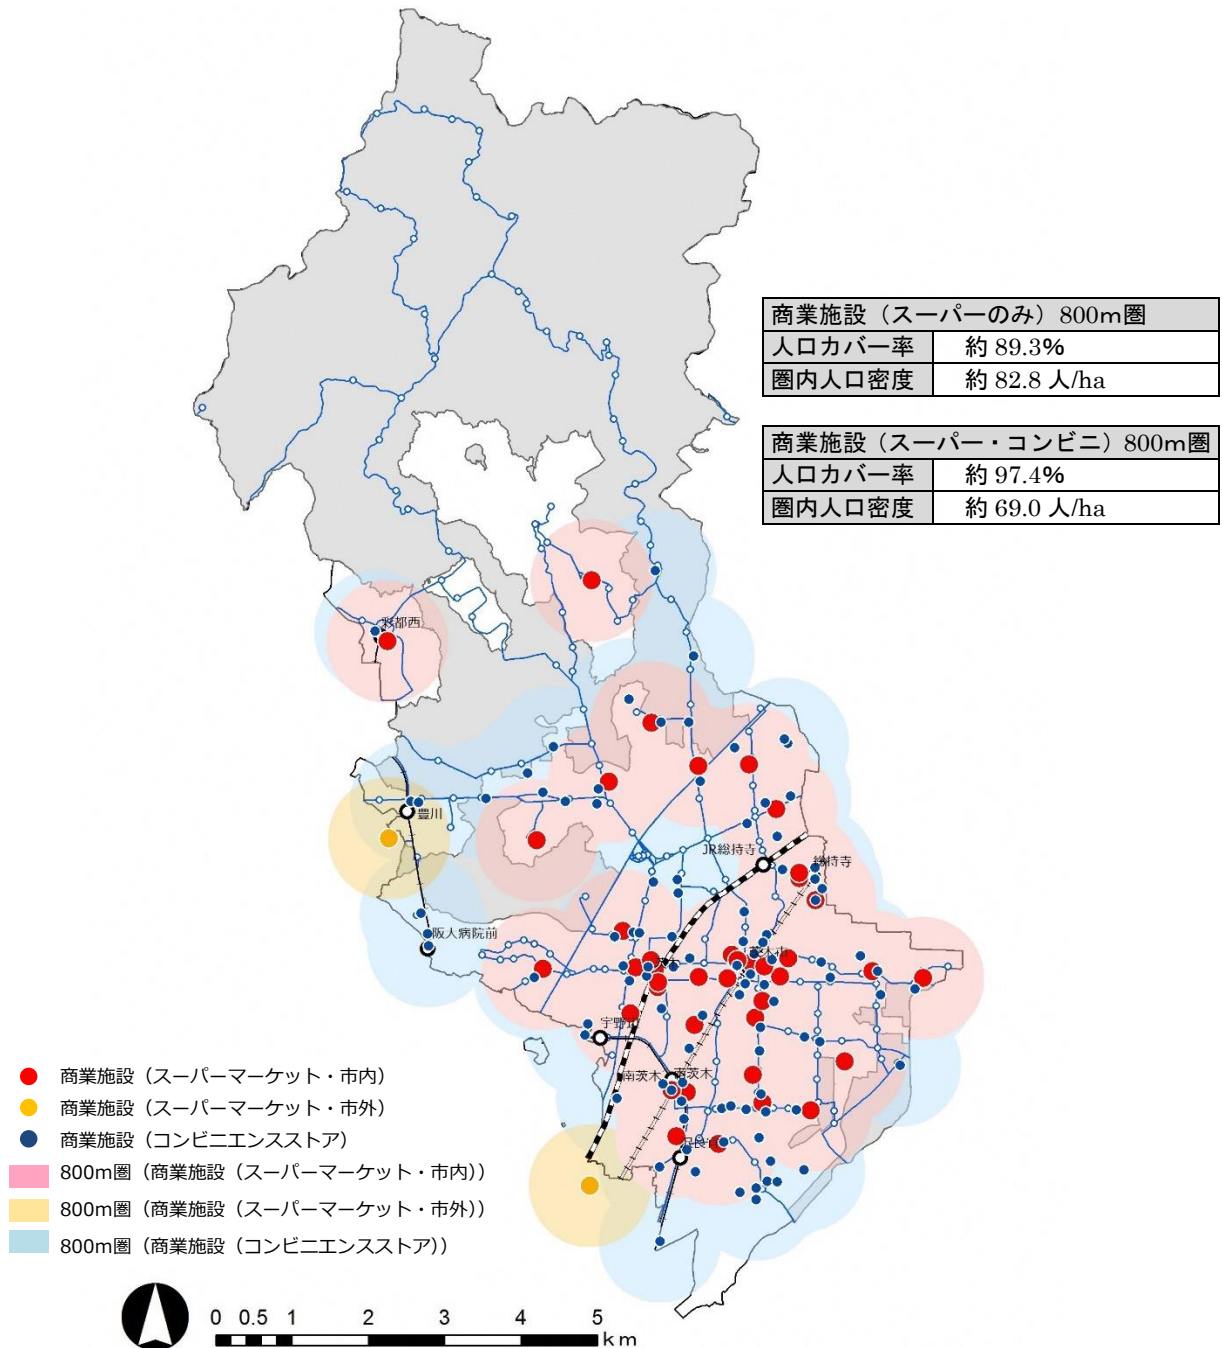 商業施設（スーパーのみ）800m圏
人口カバー率 約 89.3%
圏内人口密度 約 82.8 人/ha
商業施設（スーパー・コンビニ）800m圏
人口カバー率 約 97.4%
圏内人口密度 約 69.0 人/ha
彩都西
豊川
JR総持寺
総持寺
阪大病院前
茨木市
宇野辺
南茨木
南茨木
商業施設（スーパーマーケット・市内）
商業施設（スーパーマーケット・市外）
商業施設（コンビニエンスストア）
800m圏（商業施設（スーパーマーケット・市内））
800m圏（商業施設（スーパーマーケット・市外））
800m圏（商業施設（コンビニエンスストア））
0 0.5 1 2 3 4 5
km